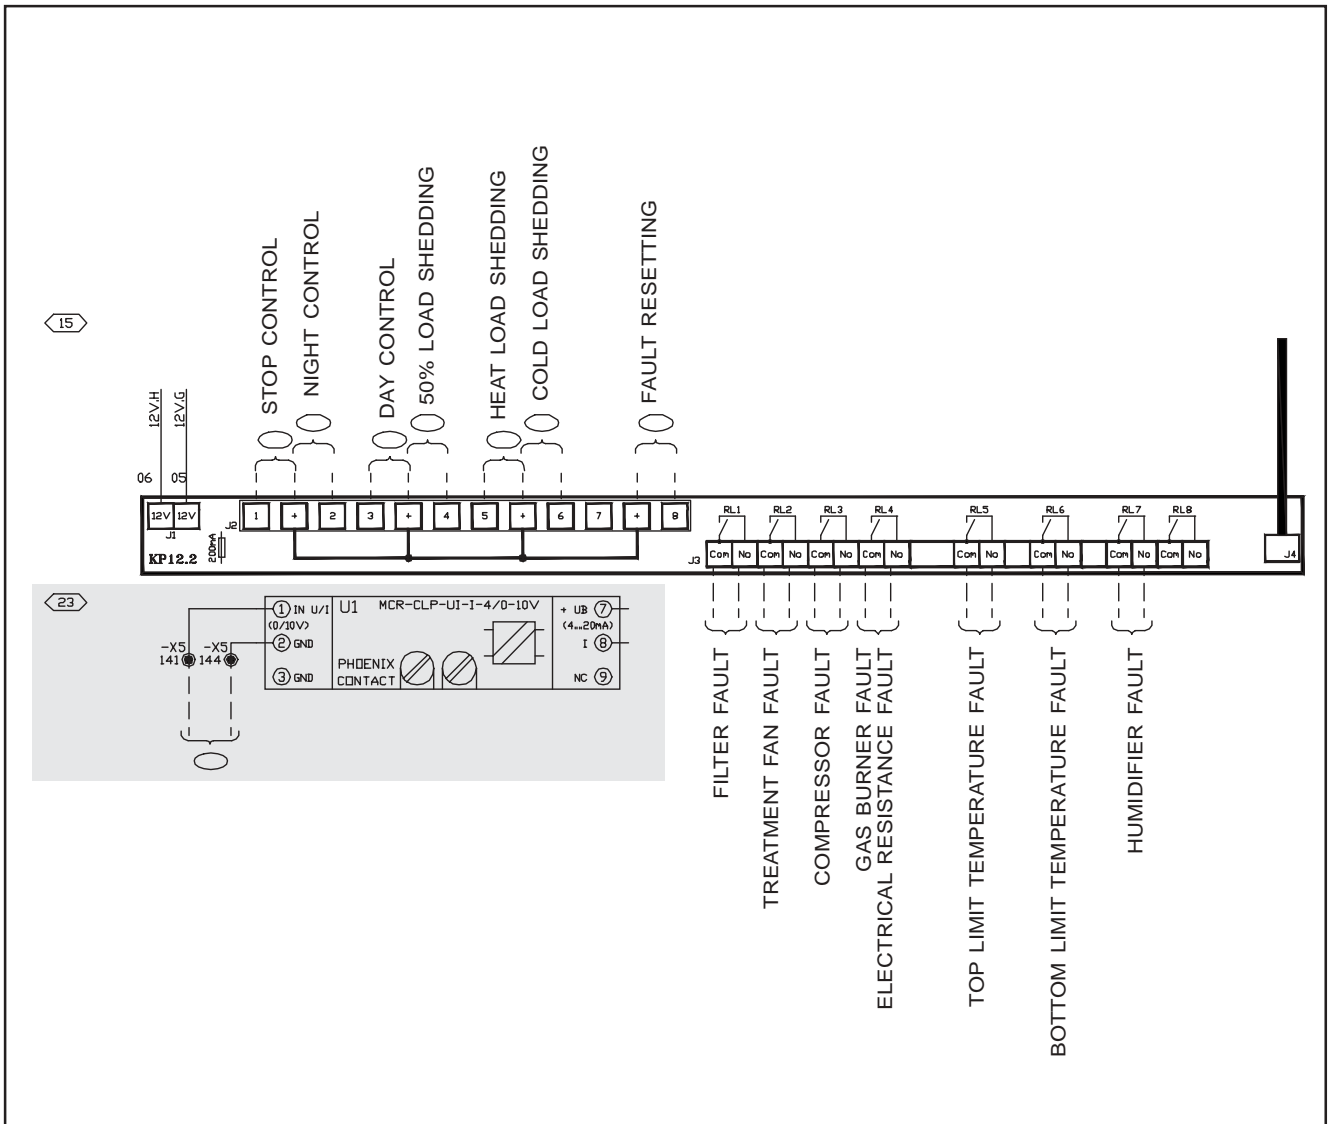 STOP CONTROL
NIGHT CONTROL
DAY CONTROL
50% LOAD SHEDDING
HEAT LOAD SHEDDING
COLD LOAD SHEDDING
FAULT RESETTING
15
12V.H
12V.G
06 05
12V 12V
J1
KP12.2
200mA
J2
1 + 2 3 + 4 5 + 6 7 + 8
RL1 RL2 RL3 RL4 RL5 RL6 RL7 RL8
J3
Com No Com No Com No Com No Com No Com No Com No Com No
J4
23
-X5 -X5
141 144
1 IN U/I
(0/10V)
2 GND
3 GND
U1 MCR-CLP-UI-I-4/0-10V
PHOENIX
CONTACT
+ UB 7
(4...20mA)
I 8
NC 9
FILTER FAULT
TREATMENT FAN FAULT
COMPRESSOR FAULT
GAS BURNER FAULT
ELECTRICAL RESISTANCE FAULT
TOP LIMIT TEMPERATURE FAULT
BOTTOM LIMIT TEMPERATURE FAULT
HUMIDIFIER FAULT